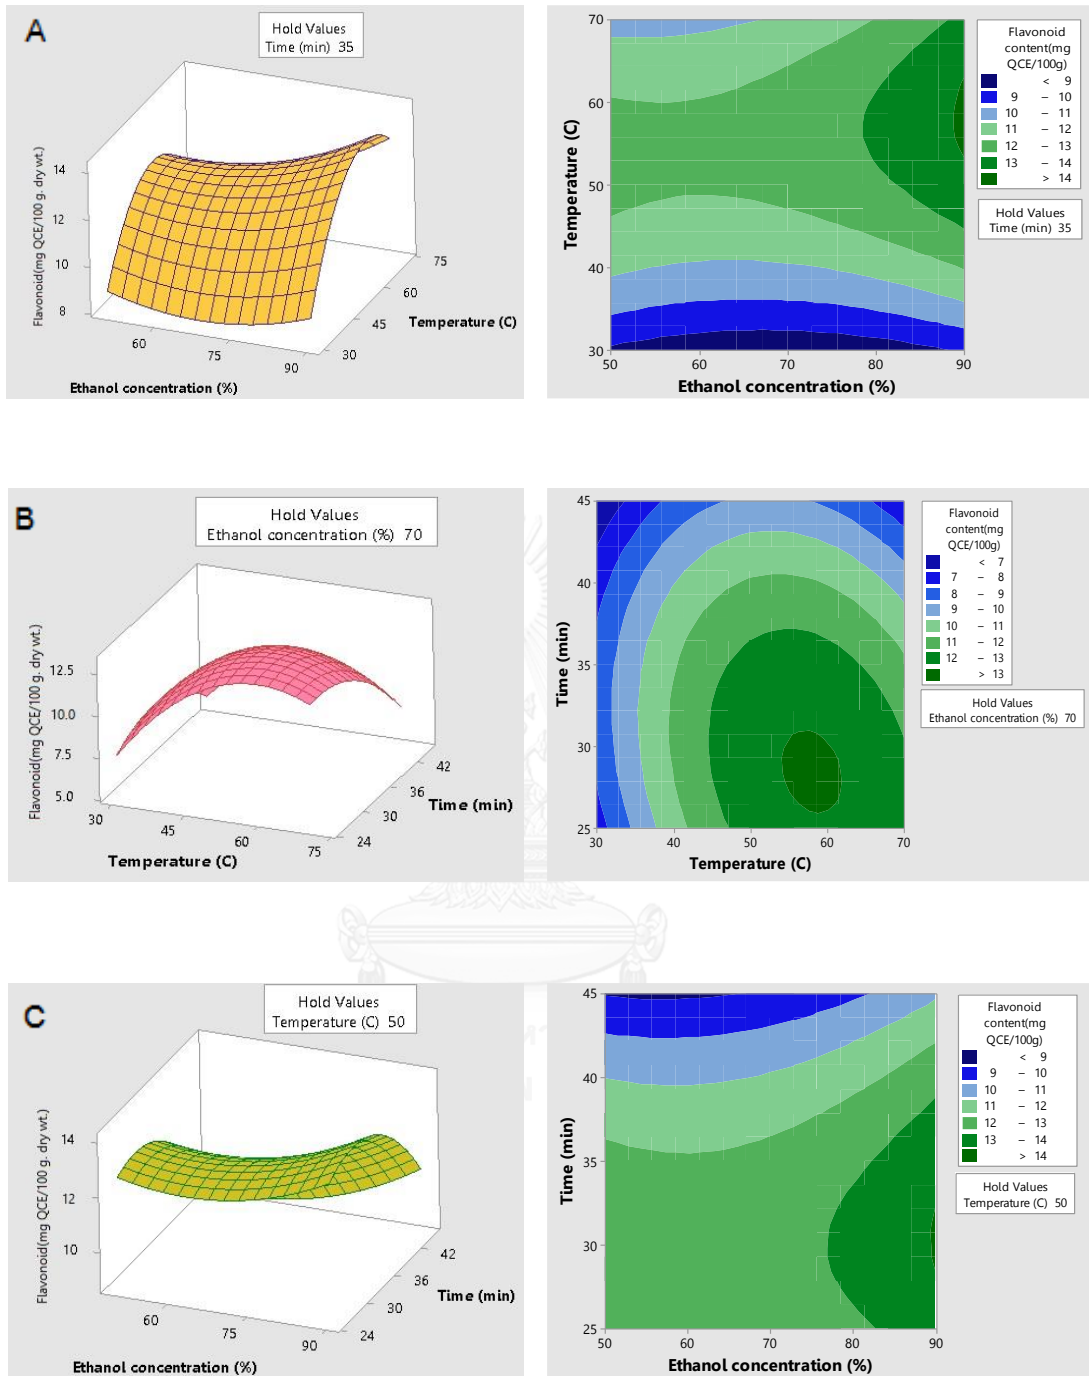 A
Hold Values
Time (min) 35
Flavonoid(mg QCE/100 g. dry wt.)
14
12
10
8
60
75
90
Ethanol concentration (%)
30
45
60
75
Temperature (C)
70
60
50
40
30
Temperature (C)
50
60
70
80
90
Ethanol concentration (%)
Flavonoid
content(mg
QCE/100g)
< 9
9 – 10
10 – 11
11 – 12
12 – 13
13 – 14
> 14
Hold Values
Time (min) 35
B
Hold Values
Ethanol concentration (%) 70
Flavonoid(mg QCE/100 g. dry wt.)
12.5
10.0
7.5
5.0
30
45
60
75
Temperature (C)
24
30
36
42
Time (min)
45
40
35
30
25
Time (min)
30
40
50
60
70
Temperature (C)
Flavonoid
content(mg
QCE/100g)
< 7
7 – 8
8 – 9
9 – 10
10 – 11
11 – 12
12 – 13
> 13
Hold Values
Ethanol concentration (%) 70
C
Hold Values
Temperature (C) 50
Flavonoid(mg QCE/100 g. dry wt.)
14
12
10
60
75
90
Ethanol concentration (%)
24
30
36
42
Time (min)
45
40
35
30
25
Time (min)
50
60
70
80
90
Ethanol concentration (%)
Flavonoid
content(mg
QCE/100g)
< 9
9 – 10
10 – 11
11 – 12
12 – 13
13 – 14
> 14
Hold Values
Temperature (C) 50